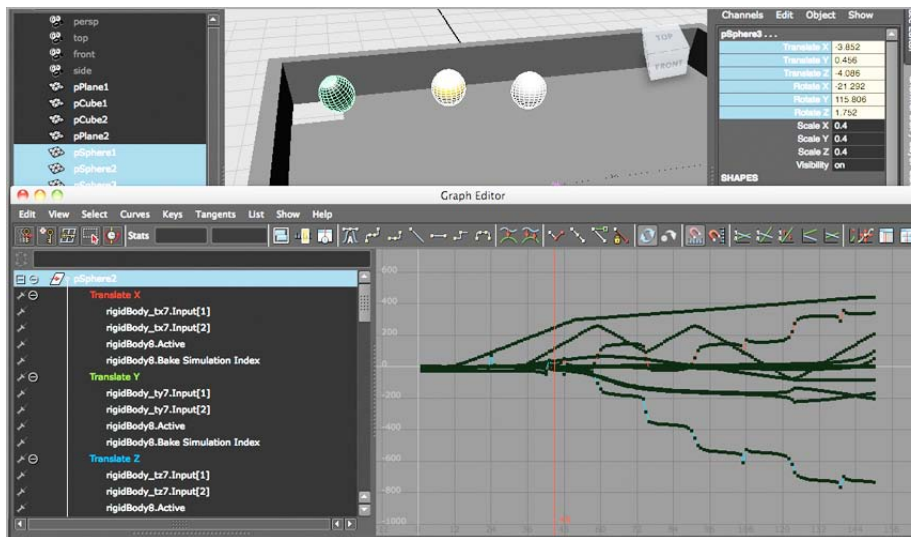 persp
top
front
side
pPlane1
pCube1
pCube2
pPlane2
pSphere1
pSphere2
TOP
FRONT
Channels Edit Object Show
pSphere3 . . .
Translate X -3.852
Translate Y 0.456
Translate Z -4.086
Rotate X -21.292
Rotate Y 115.806
Rotate Z 1.752
Scale X 0.4
Scale Y 0.4
Scale Z 0.4
Visibility on
SHAPES
Graph Editor
Edit View Select Curves Keys Tangents List Show Help
Stats
pSphere2
Translate X
rigidBody_tx7.Input[1]
rigidBody_tx7.Input[2]
rigidBody8.Active
rigidBody8.Bake Simulation Index
Translate Y
rigidBody_ty7.Input[1]
rigidBody_ty7.Input[2]
rigidBody8.Active
rigidBody8.Bake Simulation Index
Translate Z
rigidBody_tz7.Input[1]
rigidBody_tz7.Input[2]
rigidBody8.Active
600
400
200
0
-200
-400
-600
-800
-1000